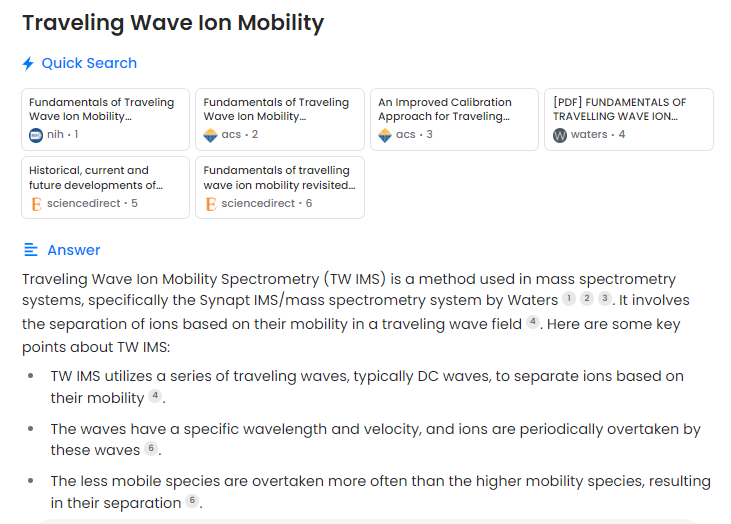 Traveling Wave Ion Mobility
Quick Search
Fundamentals of Traveling
Wave Ion Mobility...
nih · 1
Fundamentals of Traveling
Wave Ion Mobility...
acs · 2
An Improved Calibration
Approach for Traveling...
acs · 3
[PDF] FUNDAMENTALS OF
TRAVELLING WAVE ION...
waters · 4
Historical, current and
future developments of...
sciencedirect · 5
Fundamentals of travelling
wave ion mobility revisited...
sciencedirect · 6
Answer
Traveling Wave Ion Mobility Spectrometry (TW IMS) is a method used in mass spectrometry
systems, specifically the Synapt IMS/mass spectrometry system by Waters 1 2 3. It involves
the separation of ions based on their mobility in a traveling wave field 4. Here are some key
points about TW IMS:
• TW IMS utilizes a series of traveling waves, typically DC waves, to separate ions based on
their mobility 4.
• The waves have a specific wavelength and velocity, and ions are periodically overtaken by
these waves 6.
• The less mobile species are overtaken more often than the higher mobility species, resulting
in their separation 6.